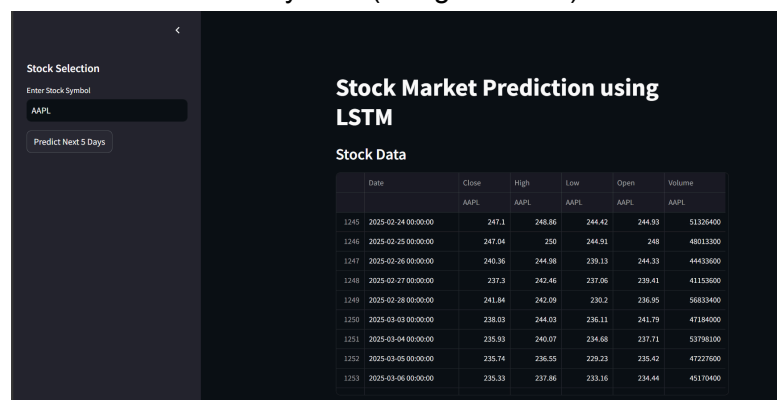 Stock Selection
Enter Stock Symbol
AAPL
Predict Next 5 Days
Stock Market Prediction using
LSTM
Stock Data
Date Close High Low Open Volume
AAPL AAPL AAPL AAPL AAPL
1245 2025-02-24 00:00:00 247.1 248.86 244.42 244.93 51326400
1246 2025-02-25 00:00:00 247.04 250 244.91 248 48013300
1247 2025-02-26 00:00:00 240.36 244.98 239.13 244.33 44433600
1248 2025-02-27 00:00:00 237.3 242.46 237.06 239.41 41153600
1249 2025-02-28 00:00:00 241.84 242.09 230.2 236.95 56833400
1250 2025-03-03 00:00:00 238.03 244.03 236.11 241.79 47184000
1251 2025-03-04 00:00:00 235.93 240.07 234.68 237.71 53798100
1252 2025-03-05 00:00:00 235.74 236.55 229.23 235.42 47227600
1253 2025-03-06 00:00:00 235.33 237.86 233.16 234.44 45170400